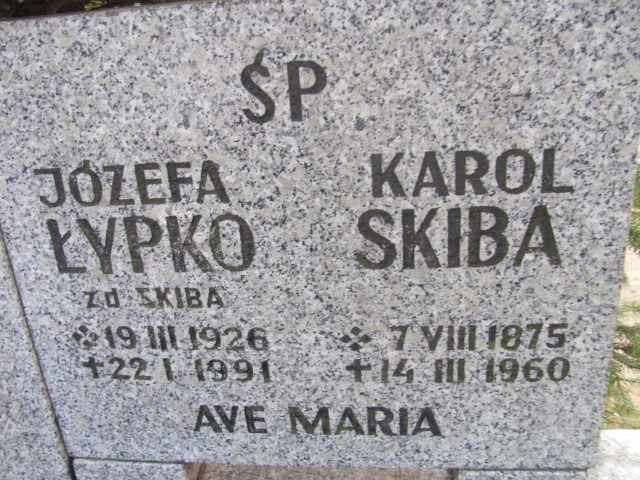 ŚP
JÓZEFA
ŁYPKO
zd SKIBA
19 III 1926
+22 I 1991
KAROL
SKIBA
7 VIII 1875
+14 III 1960
AVE MARIA